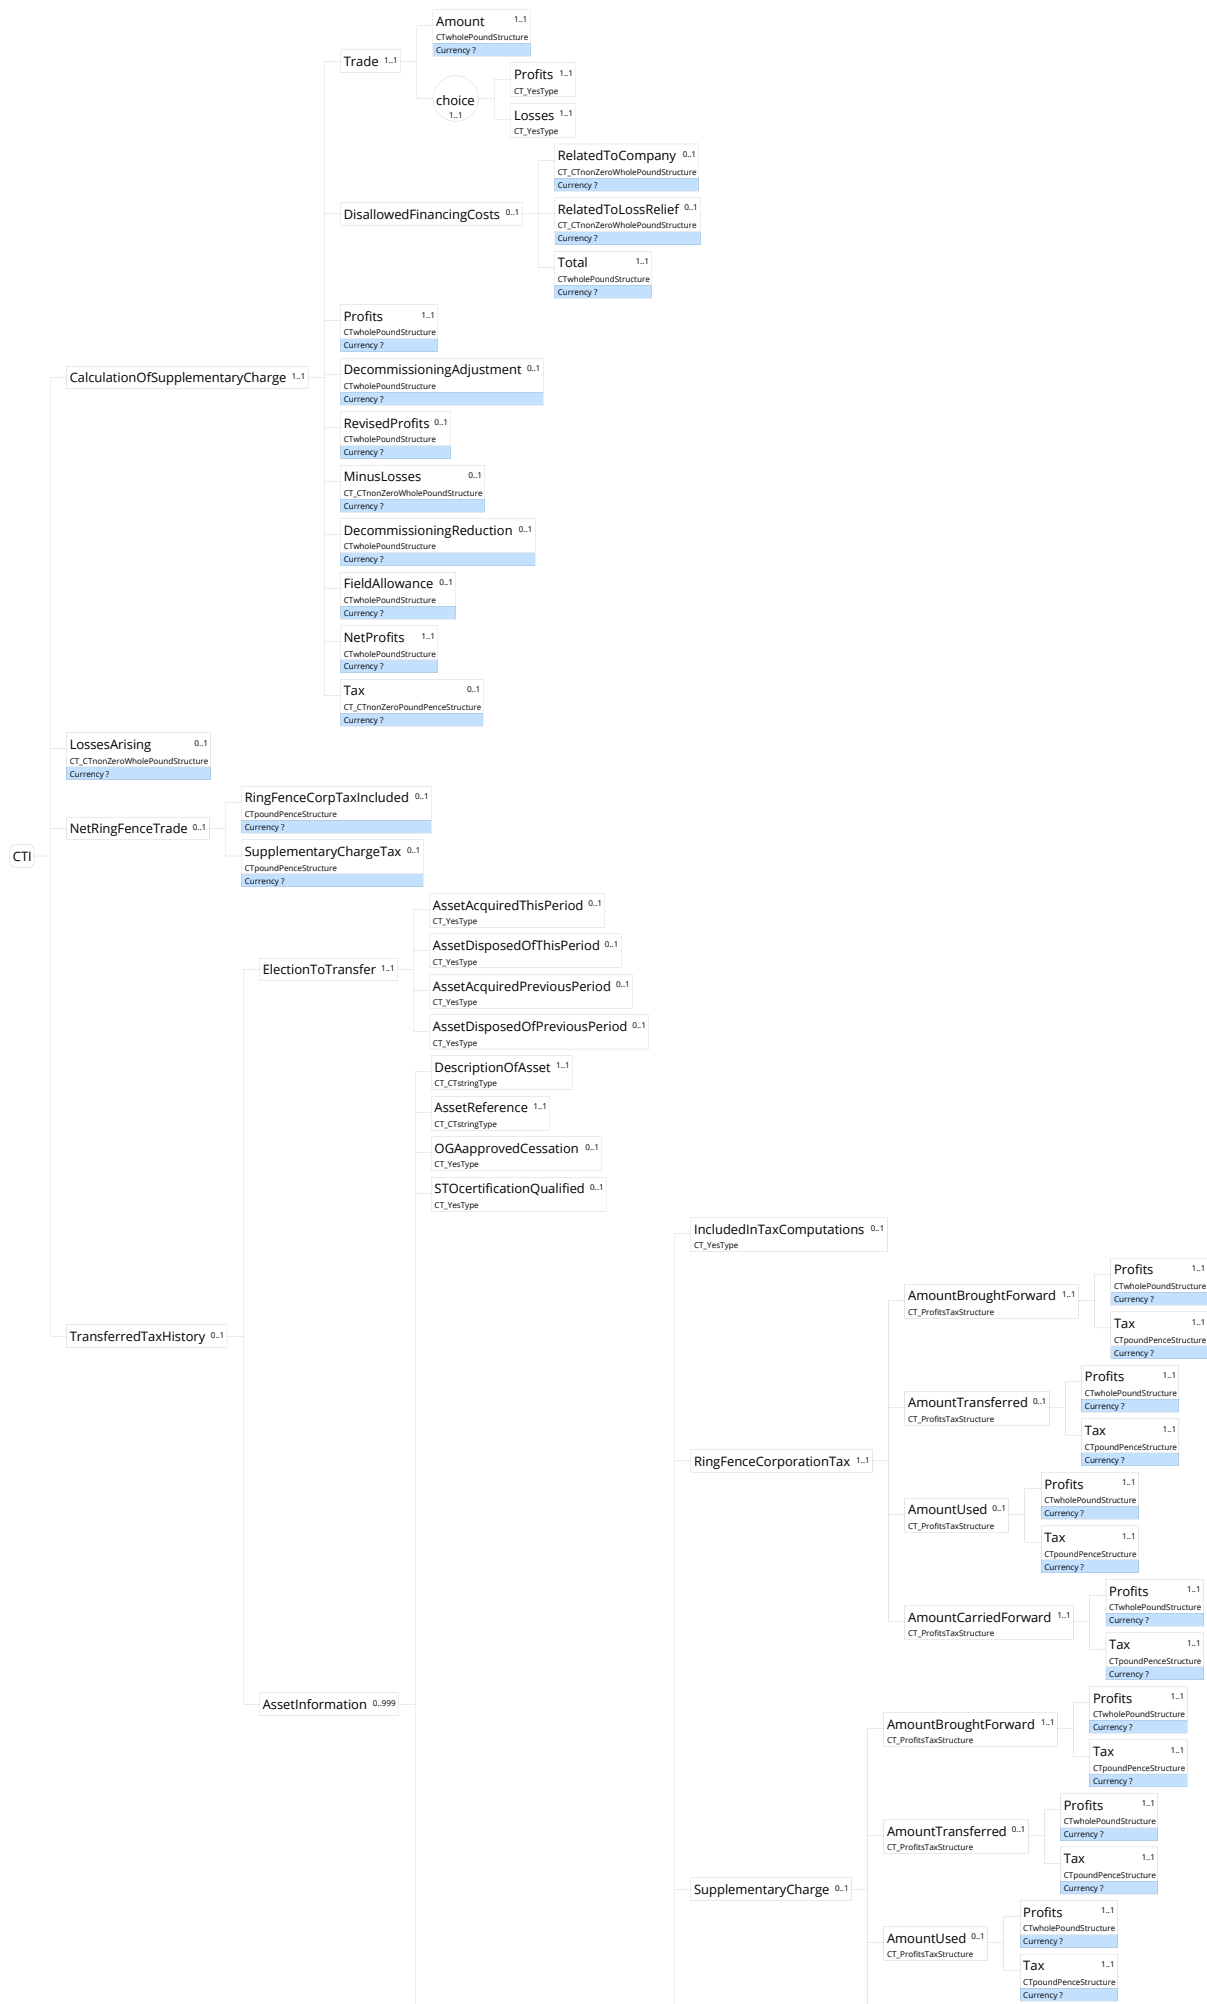 Amount 1..1
CTwholePoundStructure
Currency ?
Trade 1..1
Profits 1..1
CT_YesType
choice
1..1
Losses 1..1
CT_YesType
RelatedToCompany 0..1
CT_CTnonZeroWholePoundStructure
Currency ?
RelatedToLossRelief 0..1
CT_CTnonZeroWholePoundStructure
Currency ?
DisallowedFinancingCosts 0..1
Total 1..1
CTwholePoundStructure
Currency ?
Profits 1..1
CTwholePoundStructure
Currency ?
CalculationOfSupplementaryCharge 1..1
DecommissioningAdjustment 0..1
CTwholePoundStructure
Currency ?
RevisedProfits 0..1
CTwholePoundStructure
Currency ?
MinusLosses 0..1
CT_CTnonZeroWholePoundStructure
Currency ?
DecommissioningReduction 0..1
CTwholePoundStructure
Currency ?
FieldAllowance 0..1
CTwholePoundStructure
Currency ?
NetProfits 1..1
CTwholePoundStructure
Currency ?
Tax 0..1
CT_CTnonZeroPoundPenceStructure
Currency ?
LossesArising 0..1
CT_CTnonZeroWholePoundStructure
Currency ?
RingFenceCorpTaxIncluded 0..1
CTpoundPenceStructure
Currency ?
NetRingFenceTrade 0..1
SupplementaryChargeTax 0..1
CTpoundPenceStructure
Currency ?
CTI
AssetAcquiredThisPeriod 0..1
CT_YesType
AssetDisposedOfThisPeriod 0..1
CT_YesType
ElectionToTransfer 1..1
AssetAcquiredPreviousPeriod 0..1
CT_YesType
AssetDisposedOfPreviousPeriod 0..1
CT_YesType
DescriptionOfAsset 1..1
CT_CTstringType
AssetReference 1..1
CT_CTstringType
OGAapprovedCessation 0..1
CT_YesType
STOcertificationQualified 0..1
CT_YesType
IncludedInTaxComputations 0..1
CT_YesType
Profits 1..1
CTwholePoundStructure
Currency ?
AmountBroughtForward 1..1
CT_ProfitsTaxStructure
Tax 1..1
CTpoundPenceStructure
Currency ?
TransferredTaxHistory 0..1
Profits 1..1
CTwholePoundStructure
Currency ?
AmountTransferred 0..1
CT_ProfitsTaxStructure
Tax 1..1
CTpoundPenceStructure
Currency ?
RingFenceCorporationTax 1..1
Profits 1..1
CTwholePoundStructure
Currency ?
AmountUsed 0..1
CT_ProfitsTaxStructure
Tax 1..1
CTpoundPenceStructure
Currency ?
Profits 1..1
CTwholePoundStructure
Currency ?
AmountCarriedForward 1..1
CT_ProfitsTaxStructure
Tax 1..1
CTpoundPenceStructure
Currency ?
AssetInformation 0..999
Profits 1..1
CTwholePoundStructure
Currency ?
AmountBroughtForward 1..1
CT_ProfitsTaxStructure
Tax 1..1
CTpoundPenceStructure
Currency ?
Profits 1..1
CTwholePoundStructure
Currency ?
AmountTransferred 0..1
CT_ProfitsTaxStructure
Tax 1..1
CTpoundPenceStructure
Currency ?
SupplementaryCharge 0..1
Profits 1..1
CTwholePoundStructure
Currency ?
AmountUsed 0..1
CT_ProfitsTaxStructure
Tax 1..1
CTpoundPenceStructure
Currency ?